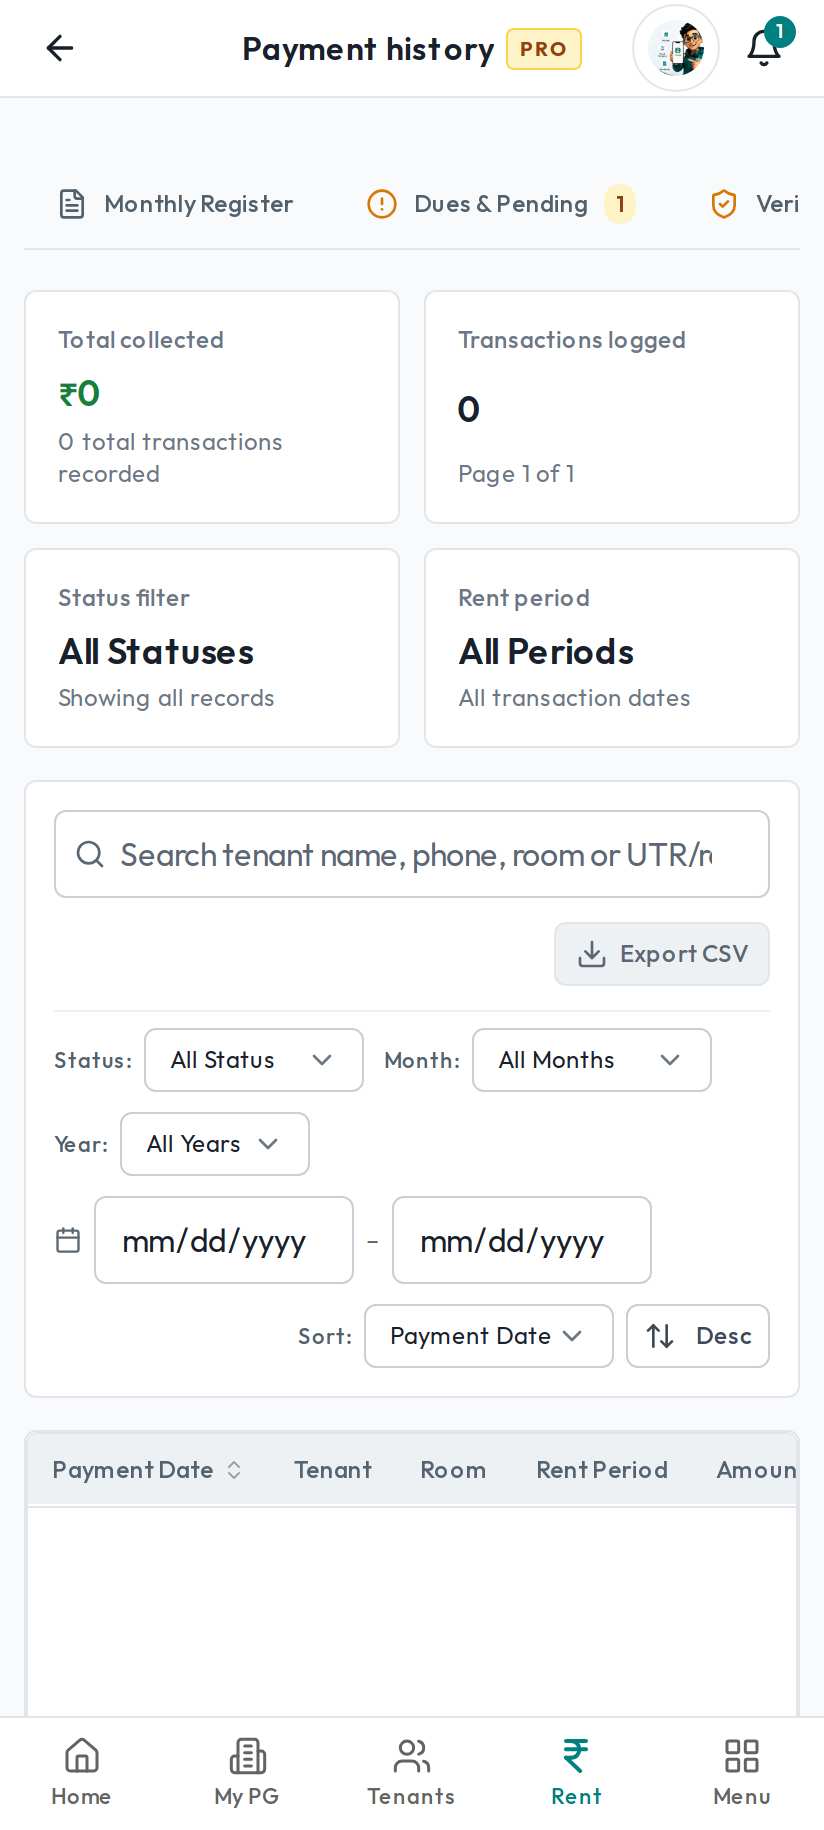 Payment history PRO
1
Monthly Register Dues & Pending 1 Veri
Total collected
₹0
0 total transactions
recorded
Transactions logged
0
Page 1 of 1
Status filter
All Statuses
Showing all records
Rent period
All Periods
All transaction dates
Search tenant name, phone, room or UTR/r
Export CSV
Status: All Status Month: All Months
Year: All Years
mm/dd/yyyy - mm/dd/yyyy
Sort: Payment Date Desc
Payment Date Tenant Room Rent Period Amoun
Home My PG Tenants Rent Menu